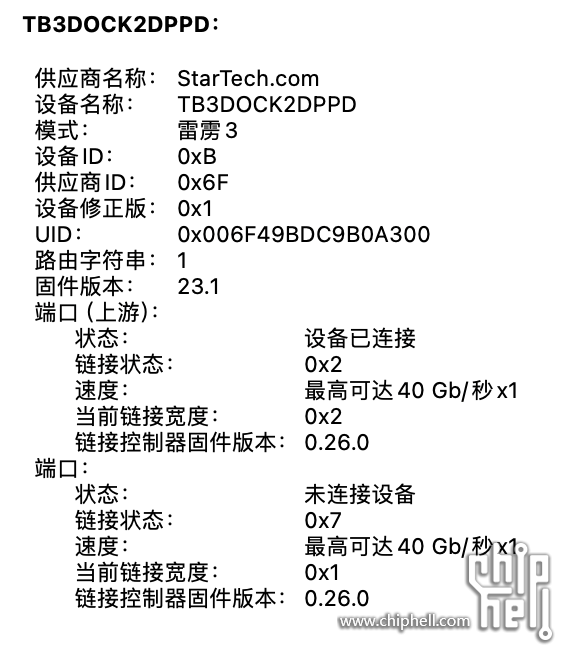 TB3DOCK2DPPD：
供应商名称： StarTech.com
设备名称： TB3DOCK2DPPD
模式： 雷雳 3
设备 ID： 0xB
供应商 ID： 0x6F
设备修正版： 0x1
UID： 0x006F49BDC9B0A300
路由字符串： 1
固件版本： 23.1
端口（上游）：
状态： 设备已连接
链接状态： 0x2
速度： 最高可达 40 Gb/秒 x1
当前链接宽度： 0x2
链接控制器固件版本： 0.26.0
端口：
状态： 未连接设备
链接状态： 0x7
速度： 最高可达 40 Gb/秒 x1
当前链接宽度： 0x1
链接控制器固件版本： 0.26.0
chip
hell
www.chiphell.com